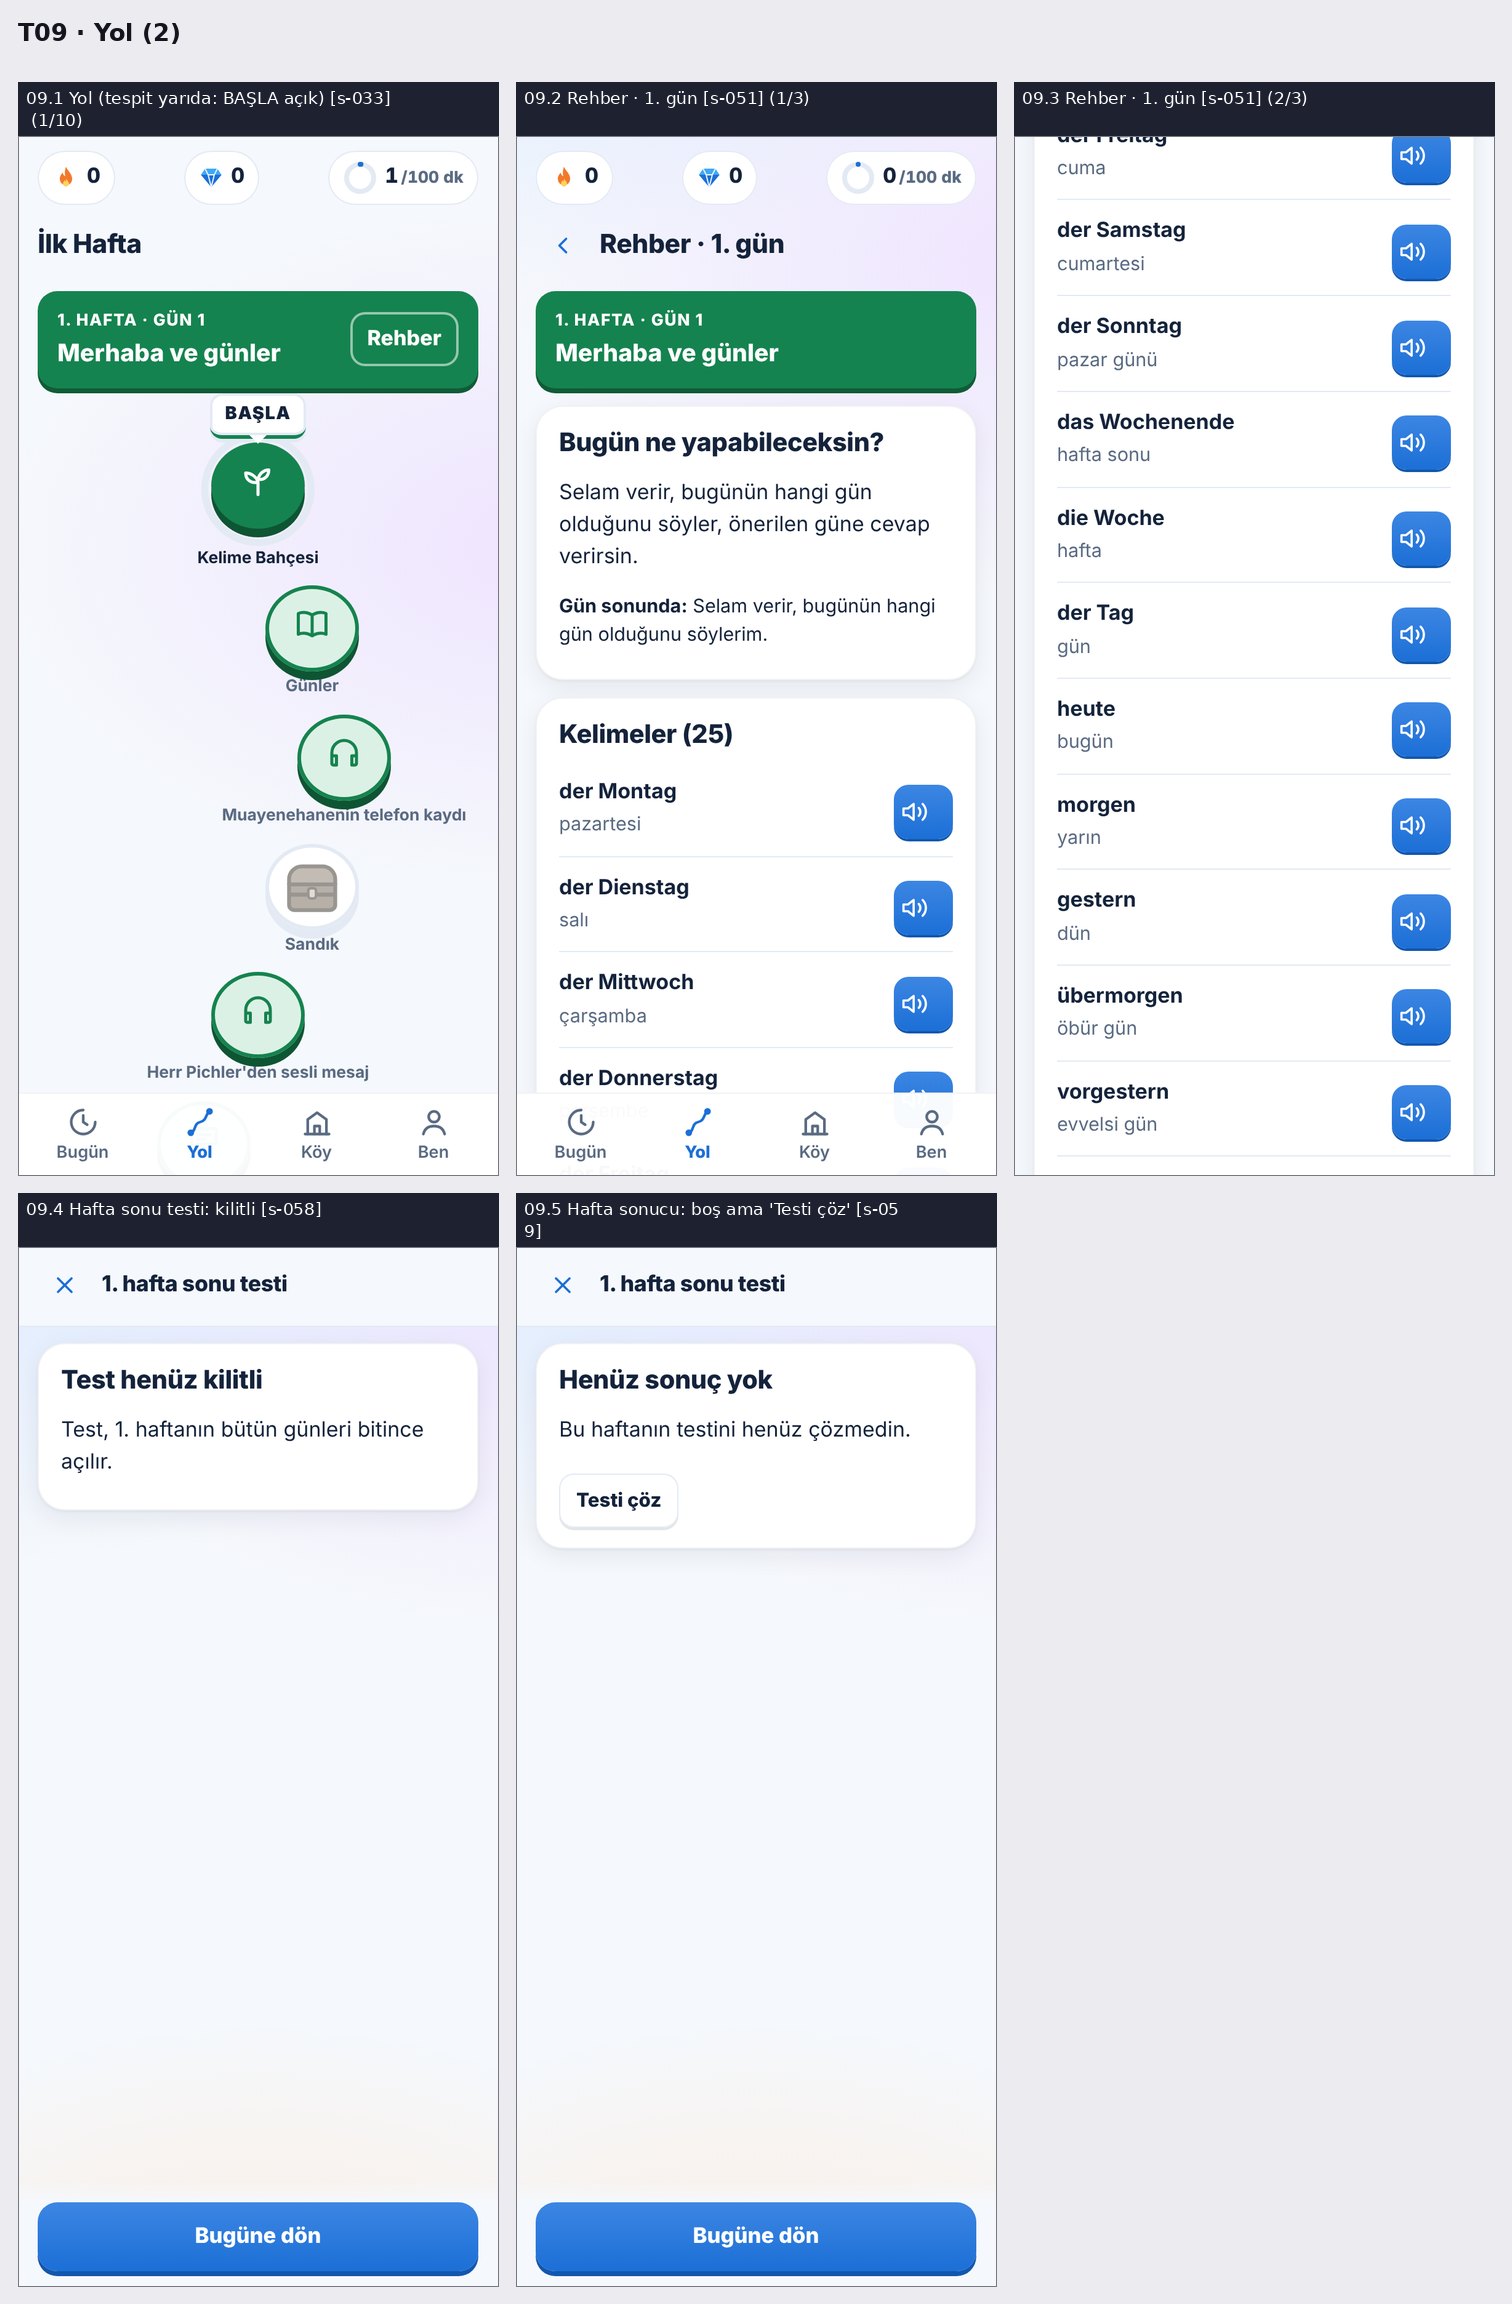 T09 · Yol (2)
09.1 Yol (tespit yarıda: BAŞLA açık) [s-033]
(1/10)
0
0
1/100 dk
İlk Hafta
1. HAFTA · GÜN 1
Merhaba ve günler
Rehber
BAŞLA
Kelime Bahçesi
Günler
Muayenehanenin telefon kaydı
Sandık
Herr Pichler'den sesli mesaj
Bugün
Yol
Köy
Ben
09.2 Rehber · 1. gün [s-051] (1/3)
0
0
0/100 dk
Rehber · 1. gün
1. HAFTA · GÜN 1
Merhaba ve günler
Bugün ne yapabileceksin?
Selam verir, bugünün hangi gün
olduğunu söyler, önerilen güne cevap
verirsin.
Gün sonunda: Selam verir, bugünün hangi
gün olduğunu söylerim.
Kelimeler (25)
der Montag
pazartesi
der Dienstag
salı
der Mittwoch
çarşamba
der Donnerstag
der Freitag
Bugün
Yol
Köy
Ben
09.3 Rehber · 1. gün [s-051] (2/3)
der Freitag
cuma
der Samstag
cumartesi
der Sonntag
pazar günü
das Wochenende
hafta sonu
die Woche
hafta
der Tag
gün
heute
bugün
morgen
yarın
gestern
dün
übermorgen
öbür gün
vorgestern
evvelsi gün
09.4 Hafta sonu testi: kilitli [s-058]
1. hafta sonu testi
Test henüz kilitli
Test, 1. haftanın bütün günleri bitince
açılır.
Bugüne dön
09.5 Hafta sonucu: boş ama 'Testi çöz' [s-05
9]
1. hafta sonu testi
Henüz sonuç yok
Bu haftanın testini henüz çözmedin.
Testi çöz
Bugüne dön